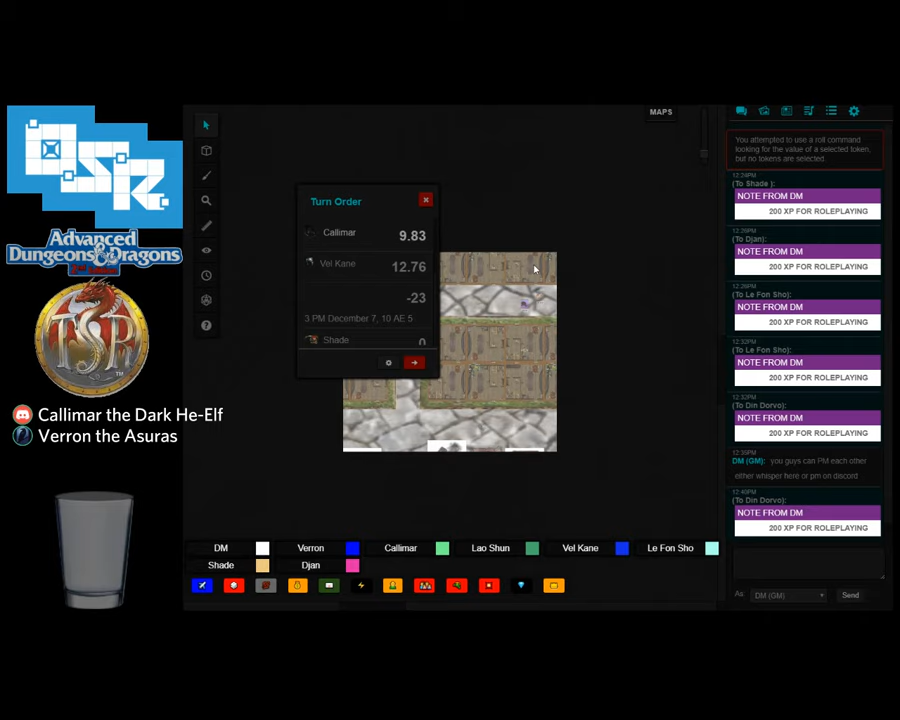 OSR
Advanced
Dungeons & Dragons
2nd Edition
TSR
Callimar the Dark He-Elf
Verron the Asuras
MAPS
Turn Order
Callimar 9.83
Vel Kane 12.76
-23
3 PM December 7, 10 AE 5
Shade 0
DM
Verron
Callimar
Lao Shun
Vel Kane
Le Fon Sho
Shade
Djan
You attempted to use a roll command
looking for the value of a selected token,
but no tokens are selected.
12:24PM
(To Shade ):
NOTE FROM DM
200 XP FOR ROLEPLAYING
12:29PM
(To Djan):
NOTE FROM DM
200 XP FOR ROLEPLAYING
12:29PM
(To Le Fon Sho):
NOTE FROM DM
200 XP FOR ROLEPLAYING
12:32PM
(To Le Fon Sho):
NOTE FROM DM
200 XP FOR ROLEPLAYING
12:32PM
(To Din Dorvo):
NOTE FROM DM
200 XP FOR ROLEPLAYING
12:35PM
DM (GM): you guys can PM each other
either whisper here or pm on discord
12:40PM
(To Din Dorvo):
NOTE FROM DM
200 XP FOR ROLEPLAYING
As DM (GM) Send